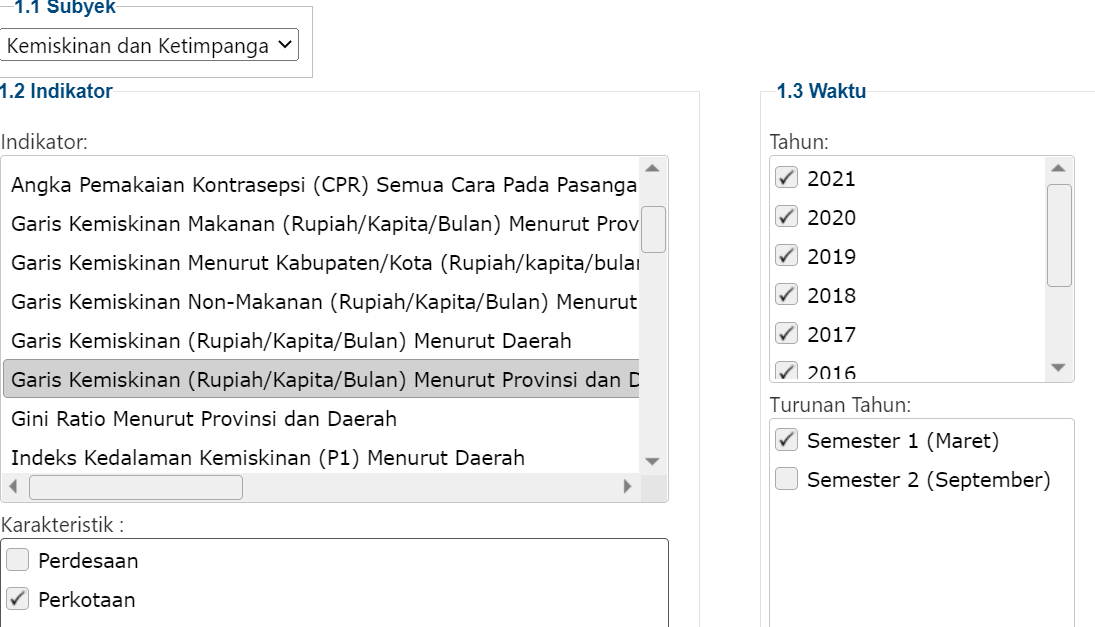 1.1 Subyek
Kemiskinan dan Ketimpanga
1.2 Indikator
Indikator:
Angka Pemakaian Kontrasepsi (CPR) Semua Cara Pada Pasanga
Garis Kemiskinan Makanan (Rupiah/Kapita/Bulan) Menurut Prov
Garis Kemiskinan Menurut Kabupaten/Kota (Rupiah/kapita/bulan
Garis Kemiskinan Non-Makanan (Rupiah/Kapita/Bulan) Menurut
Garis Kemiskinan (Rupiah/Kapita/Bulan) Menurut Daerah
Garis Kemiskinan (Rupiah/Kapita/Bulan) Menurut Provinsi dan D
Gini Ratio Menurut Provinsi dan Daerah
Indeks Kedalaman Kemiskinan (P1) Menurut Daerah
Karakteristik :
Perdesaan
Perkotaan
1.3 Waktu
Tahun:
2021
2020
2019
2018
2017
2016
Turunan Tahun:
Semester 1 (Maret)
Semester 2 (September)